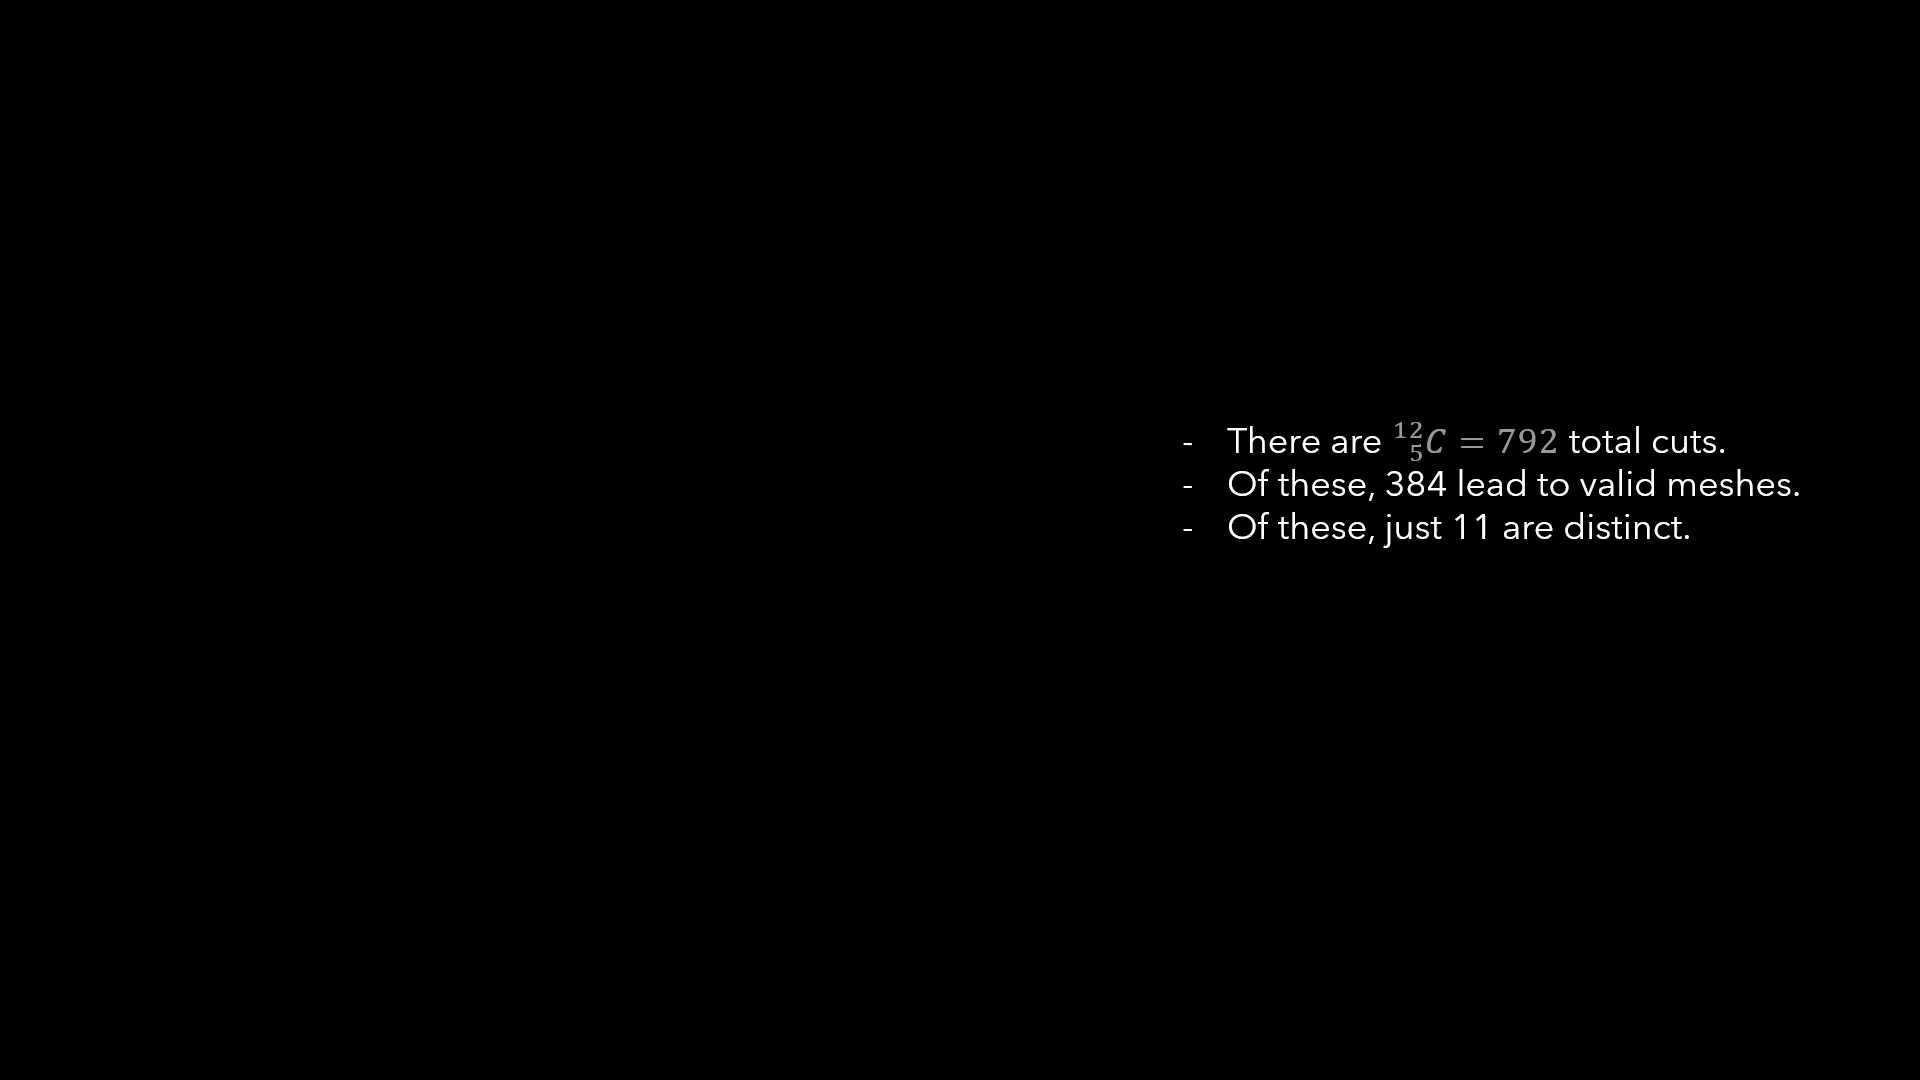 - There are ¹²₅C = 792 total cuts.
- Of these, 384 lead to valid meshes.
- Of these, just 11 are distinct.